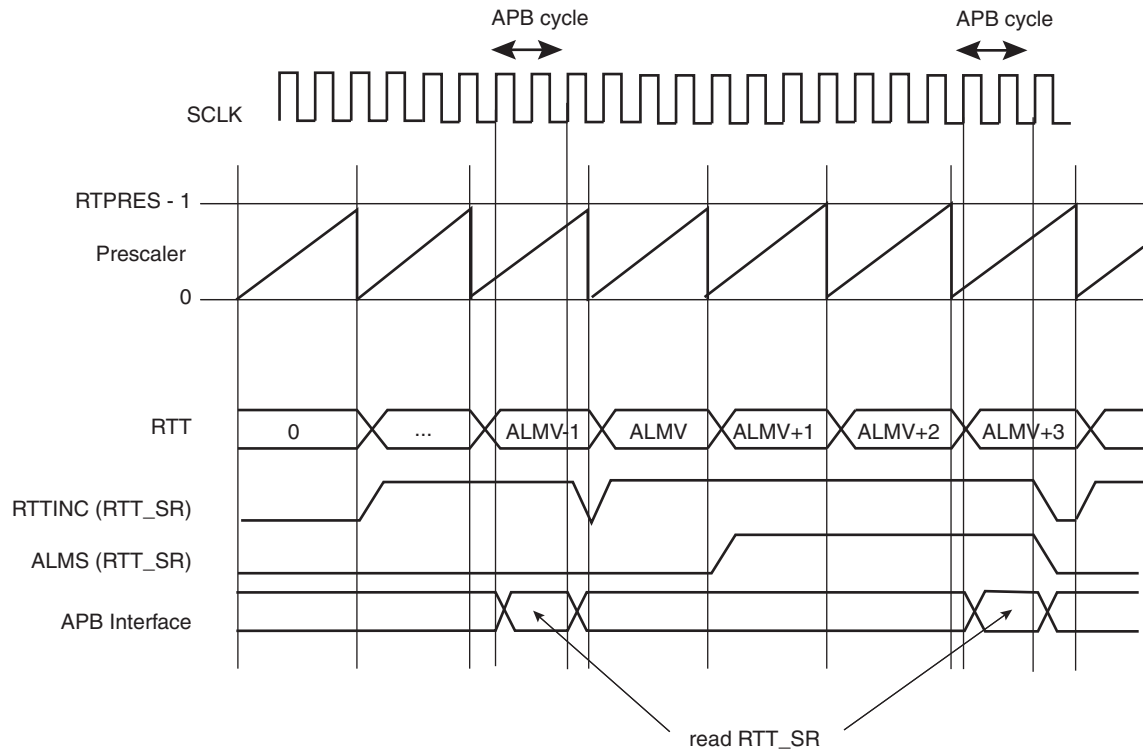 APB cycle
APB cycle
SCLK
RTPRES - 1
Prescaler
0
RTT
0
...
ALMV-1
ALMV
ALMV+1
ALMV+2
ALMV+3
RTTINC (RTT_SR)
ALMS (RTT_SR)
APB Interface
read RTT_SR